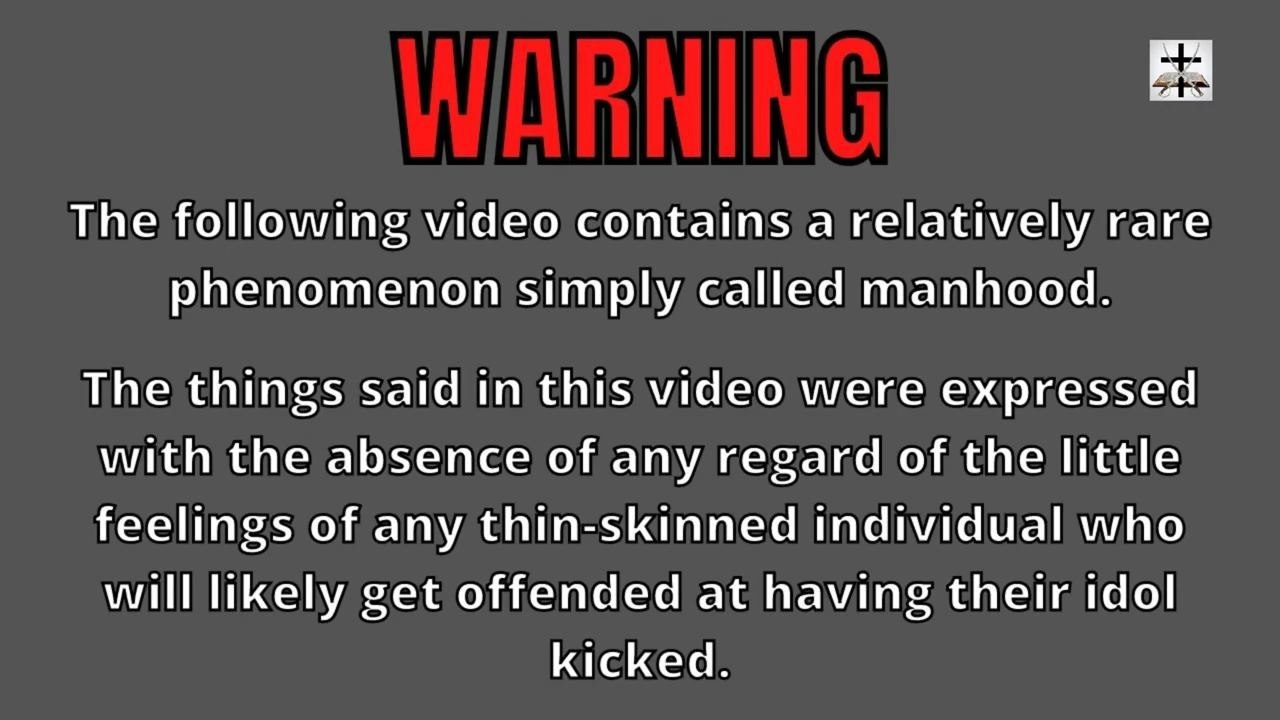 WARNING
The following video contains a relatively rare
phenomenon simply called manhood.
The things said in this video were expressed
with the absence of any regard of the little
feelings of any thin-skinned individual who
will likely get offended at having their idol
kicked.